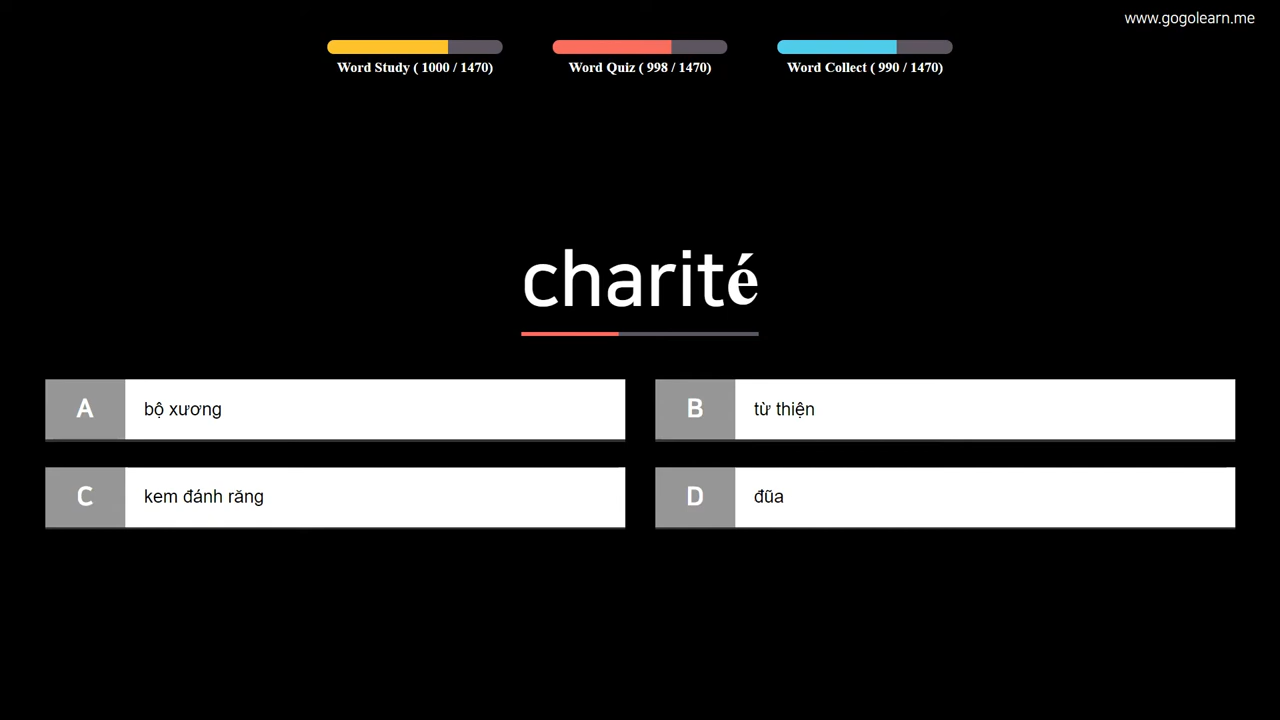 www.gogolearn.me
Word Study ( 1000 / 1470) Word Quiz ( 998 / 1470) Word Collect ( 990 / 1470)
charité
A bộ xương B từ thiện
C kem đánh răng D đũa